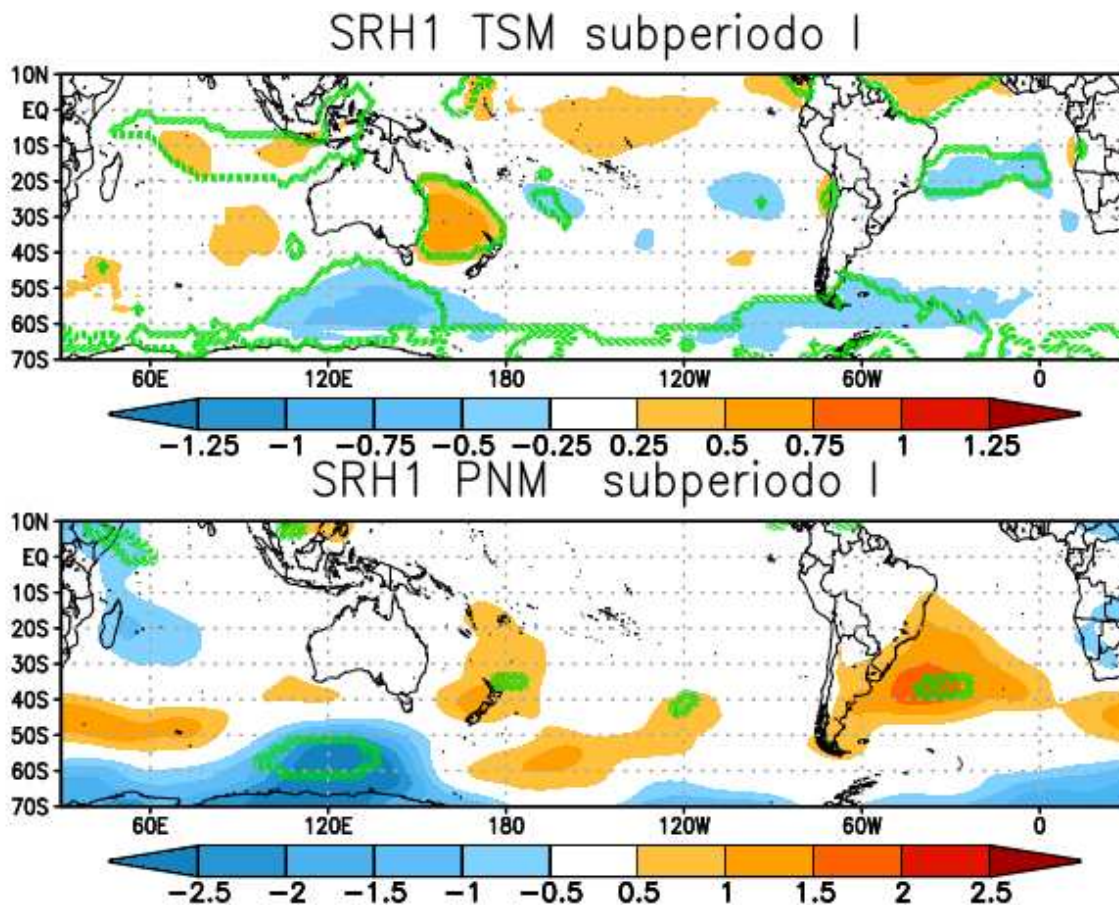 SRH1 TSM subperiodo I
10N
EQ
10S
20S
30S
40S
50S
60S
70S
60E 120E 180 120W 60W 0
−1.25 −1 −0.75 −0.5 −0.25 0.25 0.5 0.75 1 1.25
SRH1 PNM subperiodo I
10N
EQ
10S
20S
30S
40S
50S
60S
70S
60E 120E 180 120W 60W 0
−2.5 −2 −1.5 −1 −0.5 0.5 1 1.5 2 2.5